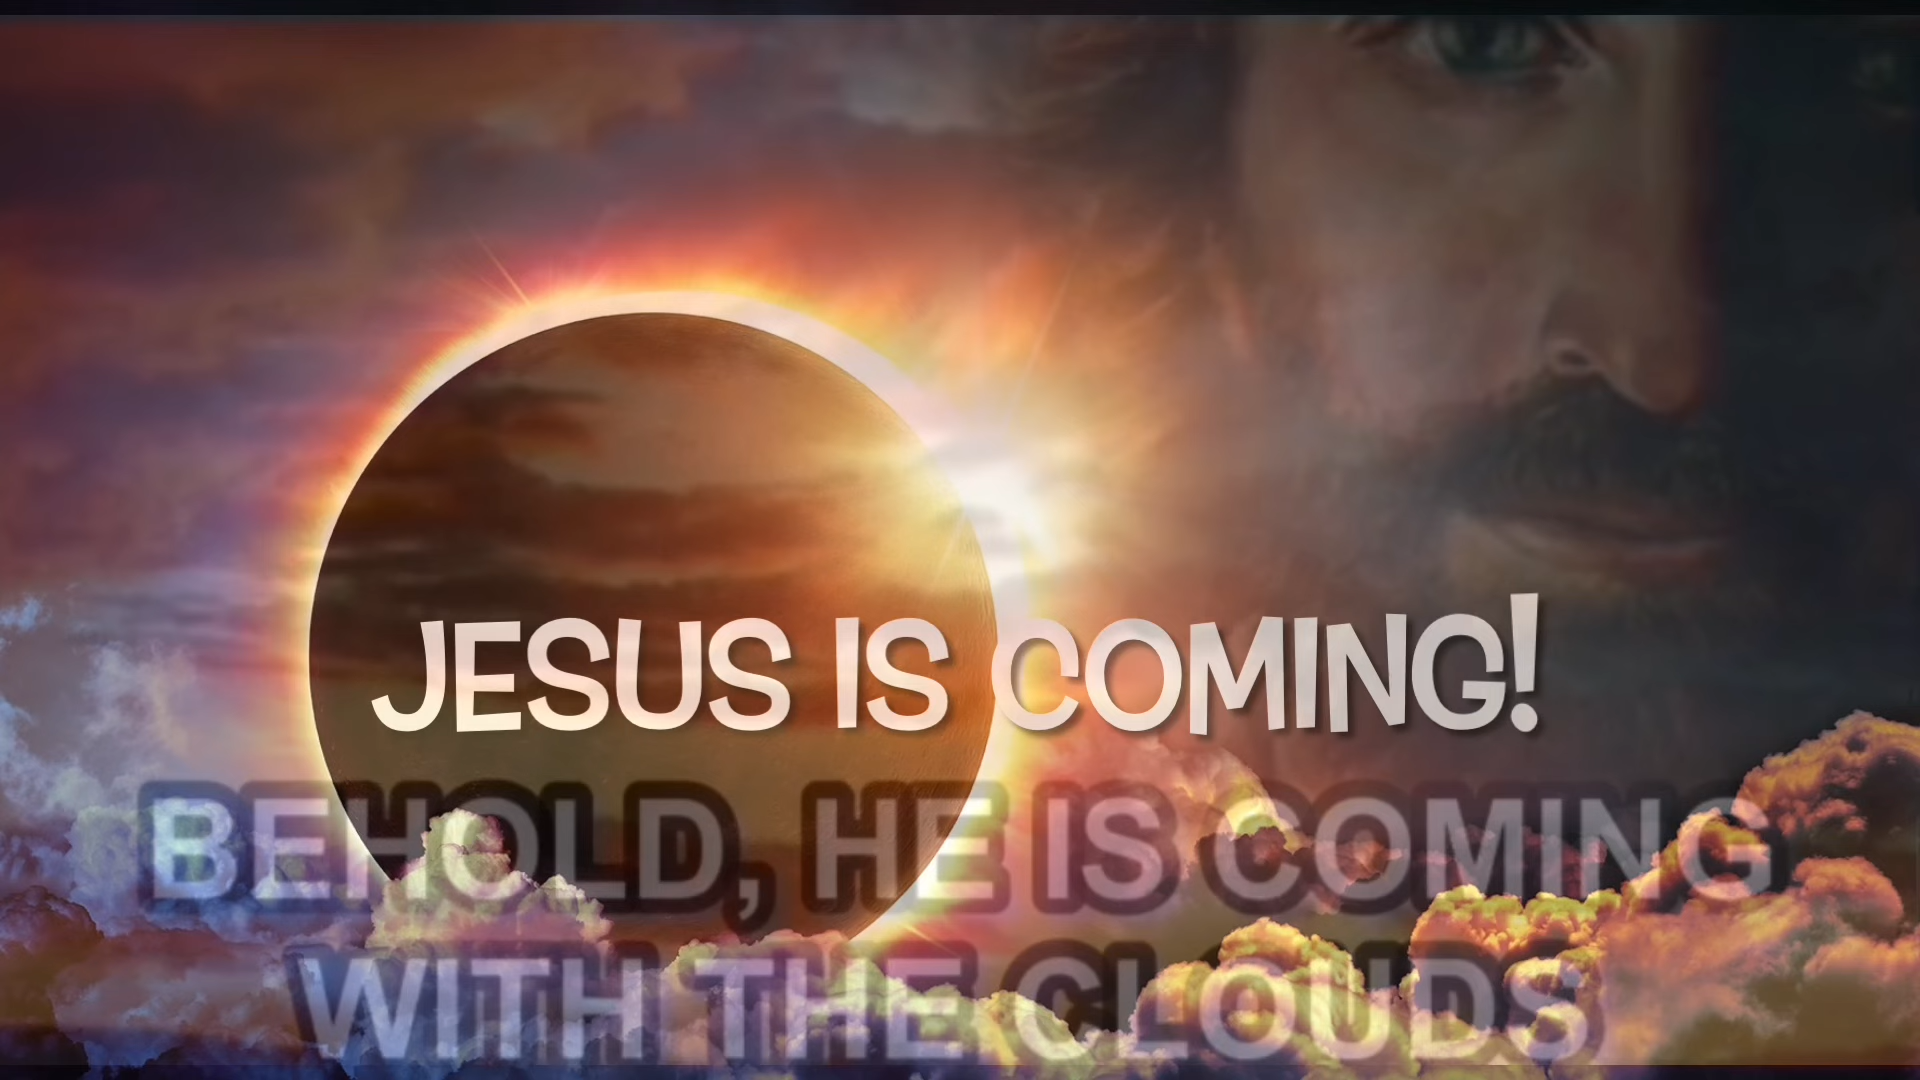 JESUS IS COMING!
BEHOLD, HE IS COMING
WITH THE CLOUDS